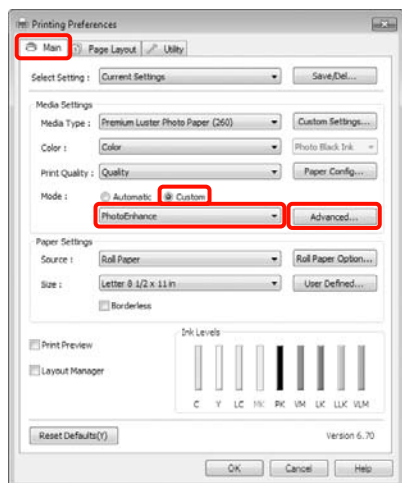 Printing Preferences
Main Page Layout Utility
Select Setting : Current Settings Save/Del...
Media Settings
Media Type : Premium Luster Photo Paper (260) Custom Settings...
Color : Color Photo Black Ink
Print Quality : Quality Paper Config...
Mode : Automatic Custom
PhotoEnhance Advanced...
Paper Settings
Source : Roll Paper Roll Paper Option...
Size : Letter 8 1/2 x 11 in User Defined...
Borderless
Ink Levels
Print Preview
Layout Manager
C Y LC MK PK VM LK LLK VLM
Reset Defaults(Y) Version 6.70
OK Cancel Help